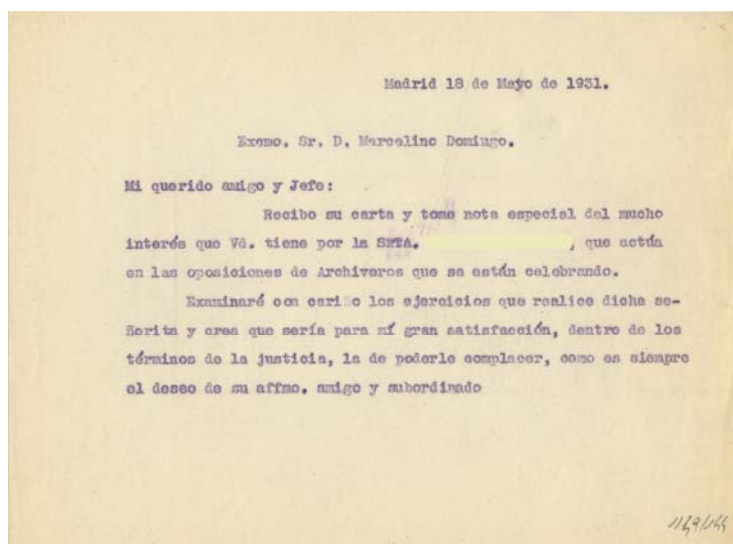 Madrid 18 de Mayo de 1931.
Exemo. Sr. D. Marcelino Domingo.
Mi querido amigo y Jefe:
Recibo su carta y tomo nota especial del mucho
interés que Vd. tiene por la SRTA. , que actúa
en las oposiciones de Archiveros que se están celebrando.
Examinaré con cariño los ejercicios que realice dicha se-
ñorita y crea que sería para mí gran satisfacción, dentro de los
términos de la justicia, la de poderle complacer, como es siempre
el deseo de su affmo. amigo y subordinado
1149/144